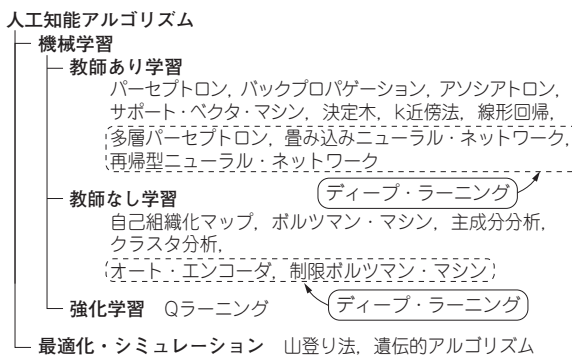 人工知能アルゴリズム
機械学習
教師あり学習
パーセプトロン，バックプロパゲーション，アソシアトロン，
サポート・ベクタ・マシン，決定木，k近傍法，線形回帰，
多層パーセプトロン，畳み込みニューラル・ネットワーク，
再帰型ニューラル・ネットワーク
ディープ・ラーニング
教師なし学習
自己組織化マップ，ボルツマン・マシン，主成分分析，
クラスタ分析，
オート・エンコーダ，制限ボルツマン・マシン
強化学習　Qラーニング
ディープ・ラーニング
最適化・シミュレーション　山登り法，遺伝的アルゴリズム